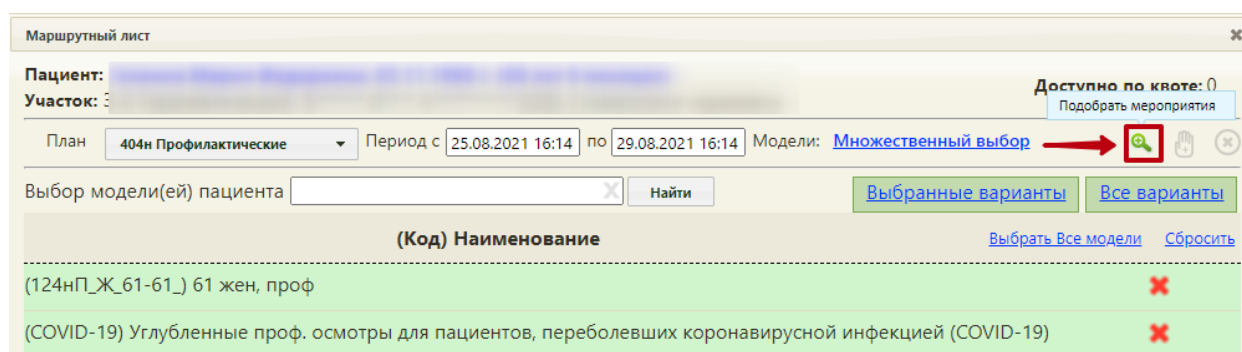 Маршрутный лист
Пациент:
Участок:
Доступно по квоте: 0
Подобрать мероприятия
План 404н Профилактические Период с 25.08.2021 16:14 по 29.08.2021 16:14 Модели: Множественный выбор
Выбор модели(ей) пациента Найти Выбранные варианты Все варианты
(Код) Наименование Выбрать Все модели Сбросить
(124нП_Ж_61-61_) 61 жен, проф
(COVID-19) Углубленные проф. осмотры для пациентов, переболевших коронавирусной инфекцией (COVID-19)